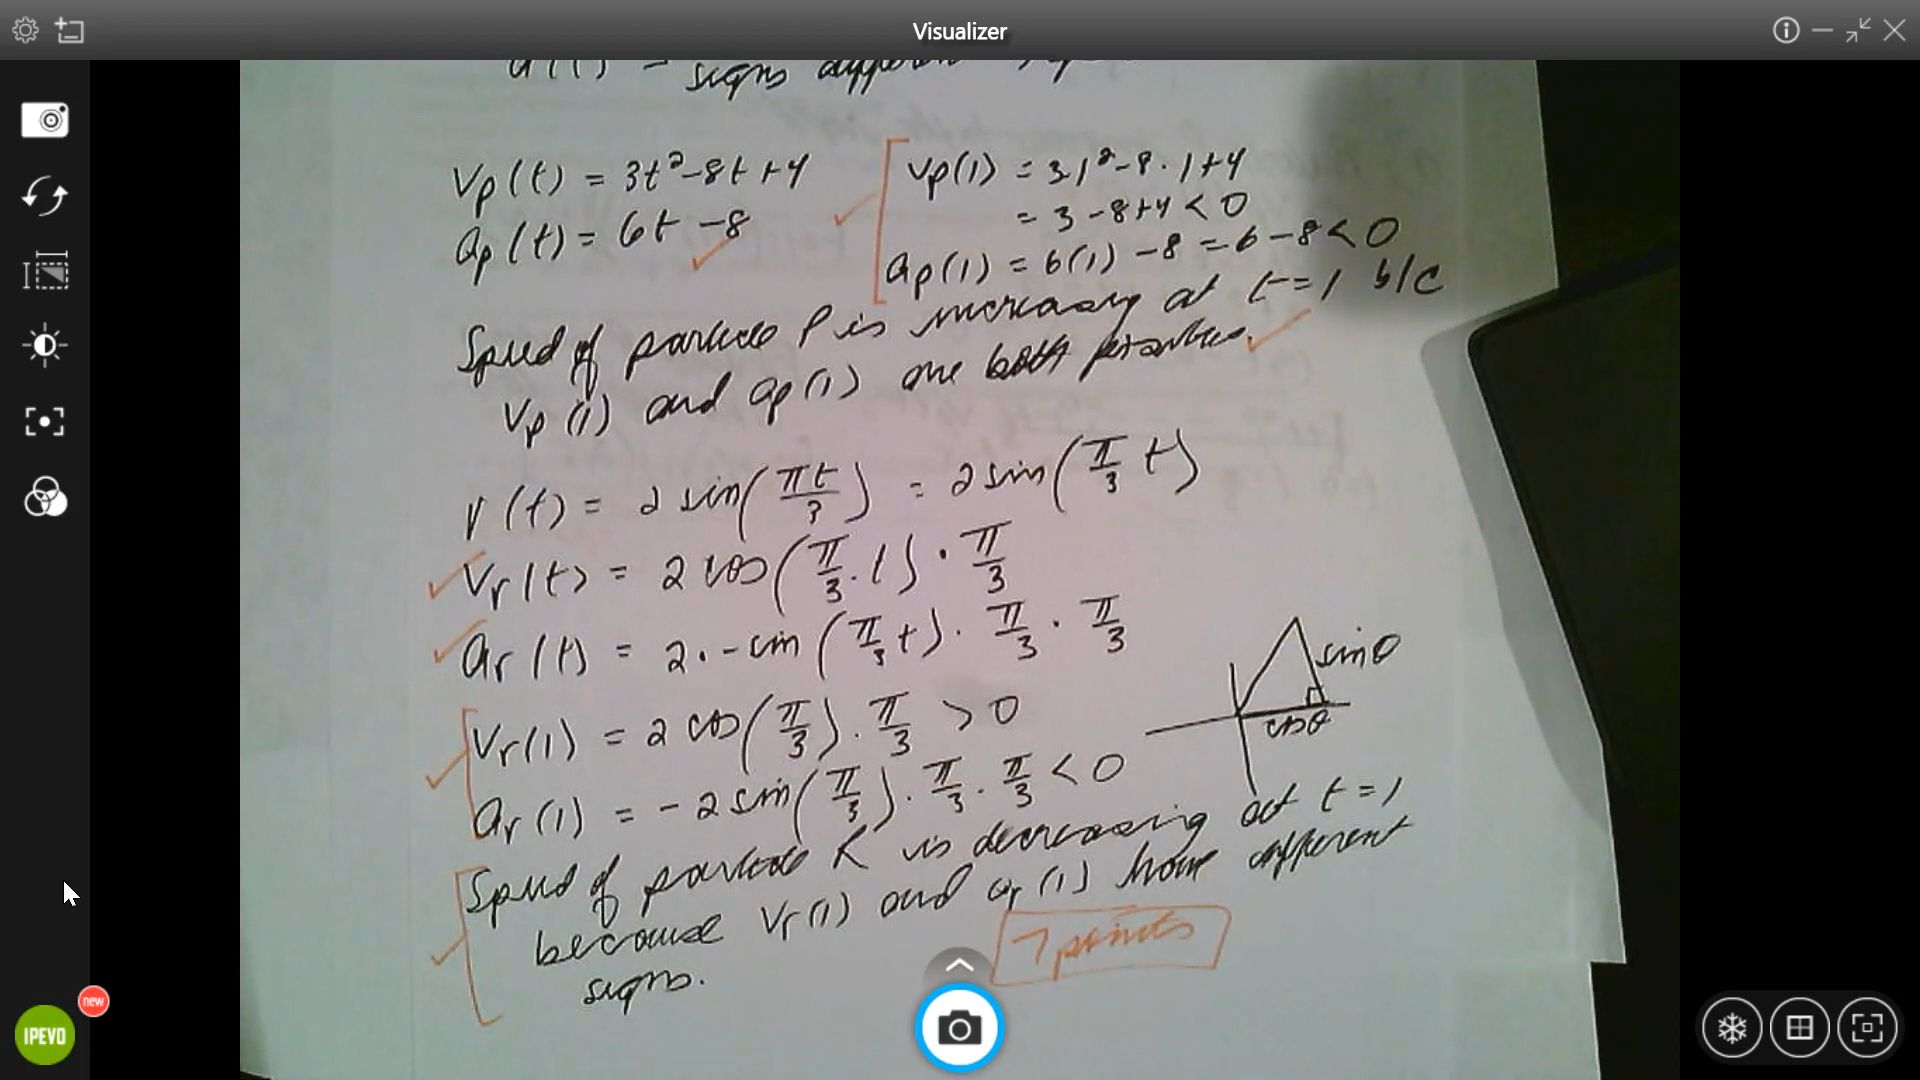 Visualizer
a(1) - signs different
Vp(t) = 3t²-8t+4
ap(t) = 6t -8
Vp(1) = 3·1²-8·1+4
= 3 -8+4 < 0
ap(1) = 6(1) -8 = 6-8 < 0
Speed of particle P is increasing at t=1 b/c
Vp(1) and ap(1) are both
r(t) = 2 sin(πt/3) = 2 sin(π/3 t)
Vr(t) = 2 cos(π/3·t)·π/3
ar(t) = 2·-sin(π/3 t)·π/3·π/3
sinθ
cosθ
Vr(1) = 2 cos(π/3)·π/3 > 0
ar(1) = -2 sin(π/3)·π/3·π/3 < 0
Speed of particle R is decreasing at t=1
because Vr(1) and ar(1) have different
signs.
7 points
new
IPEVO